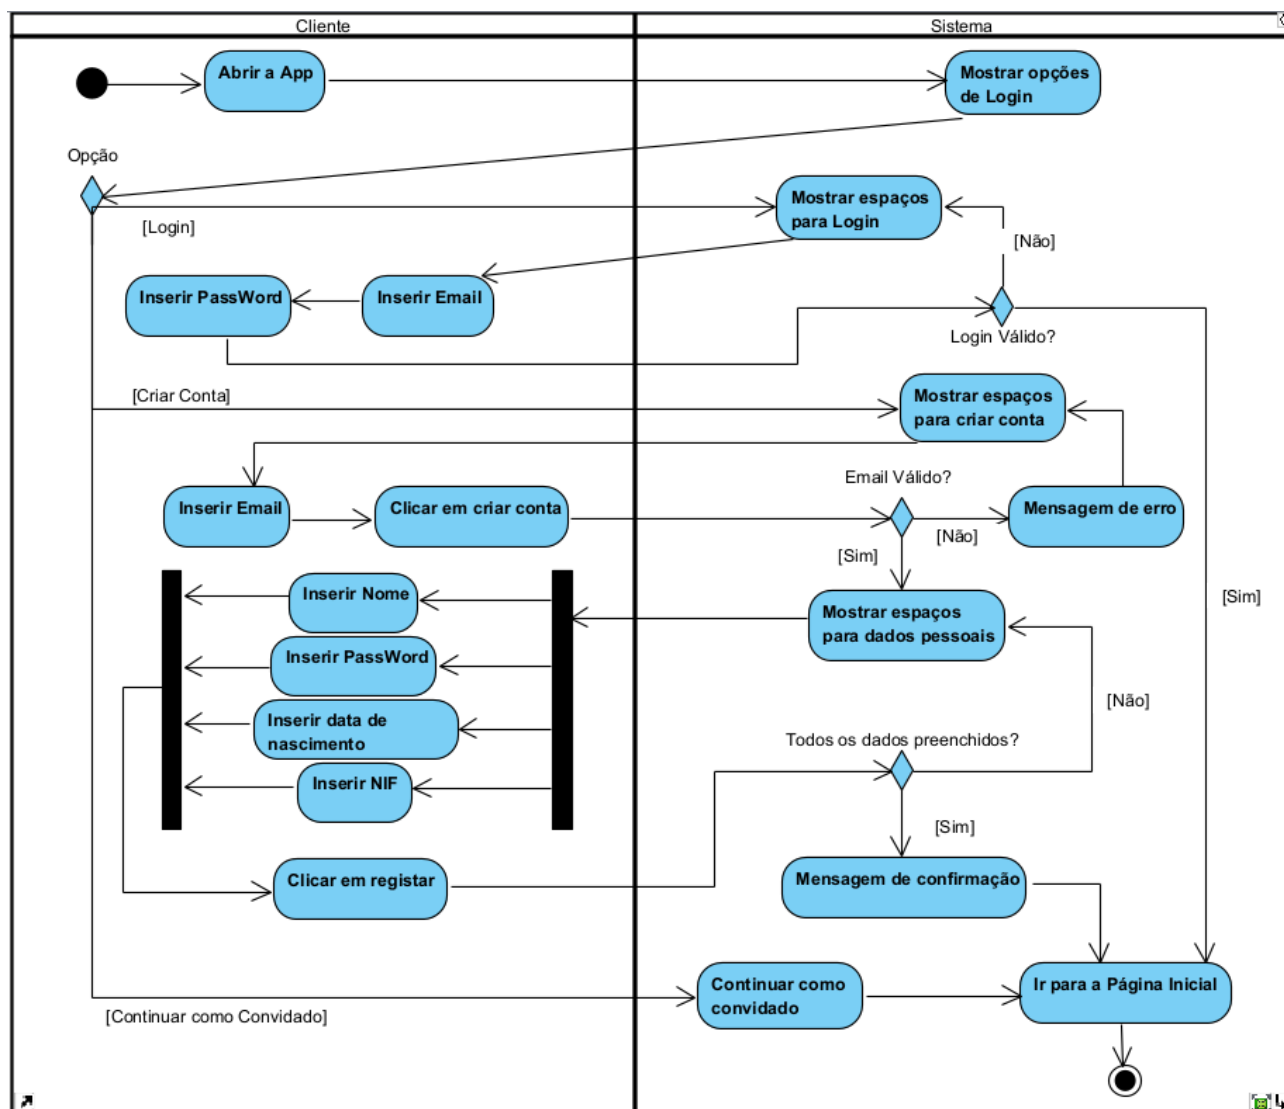 Cliente
Sistema
Abrir a App
Mostrar opções
de Login
Opção
Mostrar espaços
para Login
[Login]
[Não]
Inserir PassWord
Inserir Email
Login Válido?
[Criar Conta]
Mostrar espaços
para criar conta
Email Válido?
Inserir Email
Clicar em criar conta
Mensagem de erro
[Não]
[Sim]
Inserir Nome
Mostrar espaços
para dados pessoais
[Sim]
Inserir PassWord
[Não]
Inserir data de
nascimento
Todos os dados preenchidos?
Inserir NIF
[Sim]
Clicar em registar
Mensagem de confirmação
Continuar como
convidado
Ir para a Página Inicial
[Continuar como Convidado]